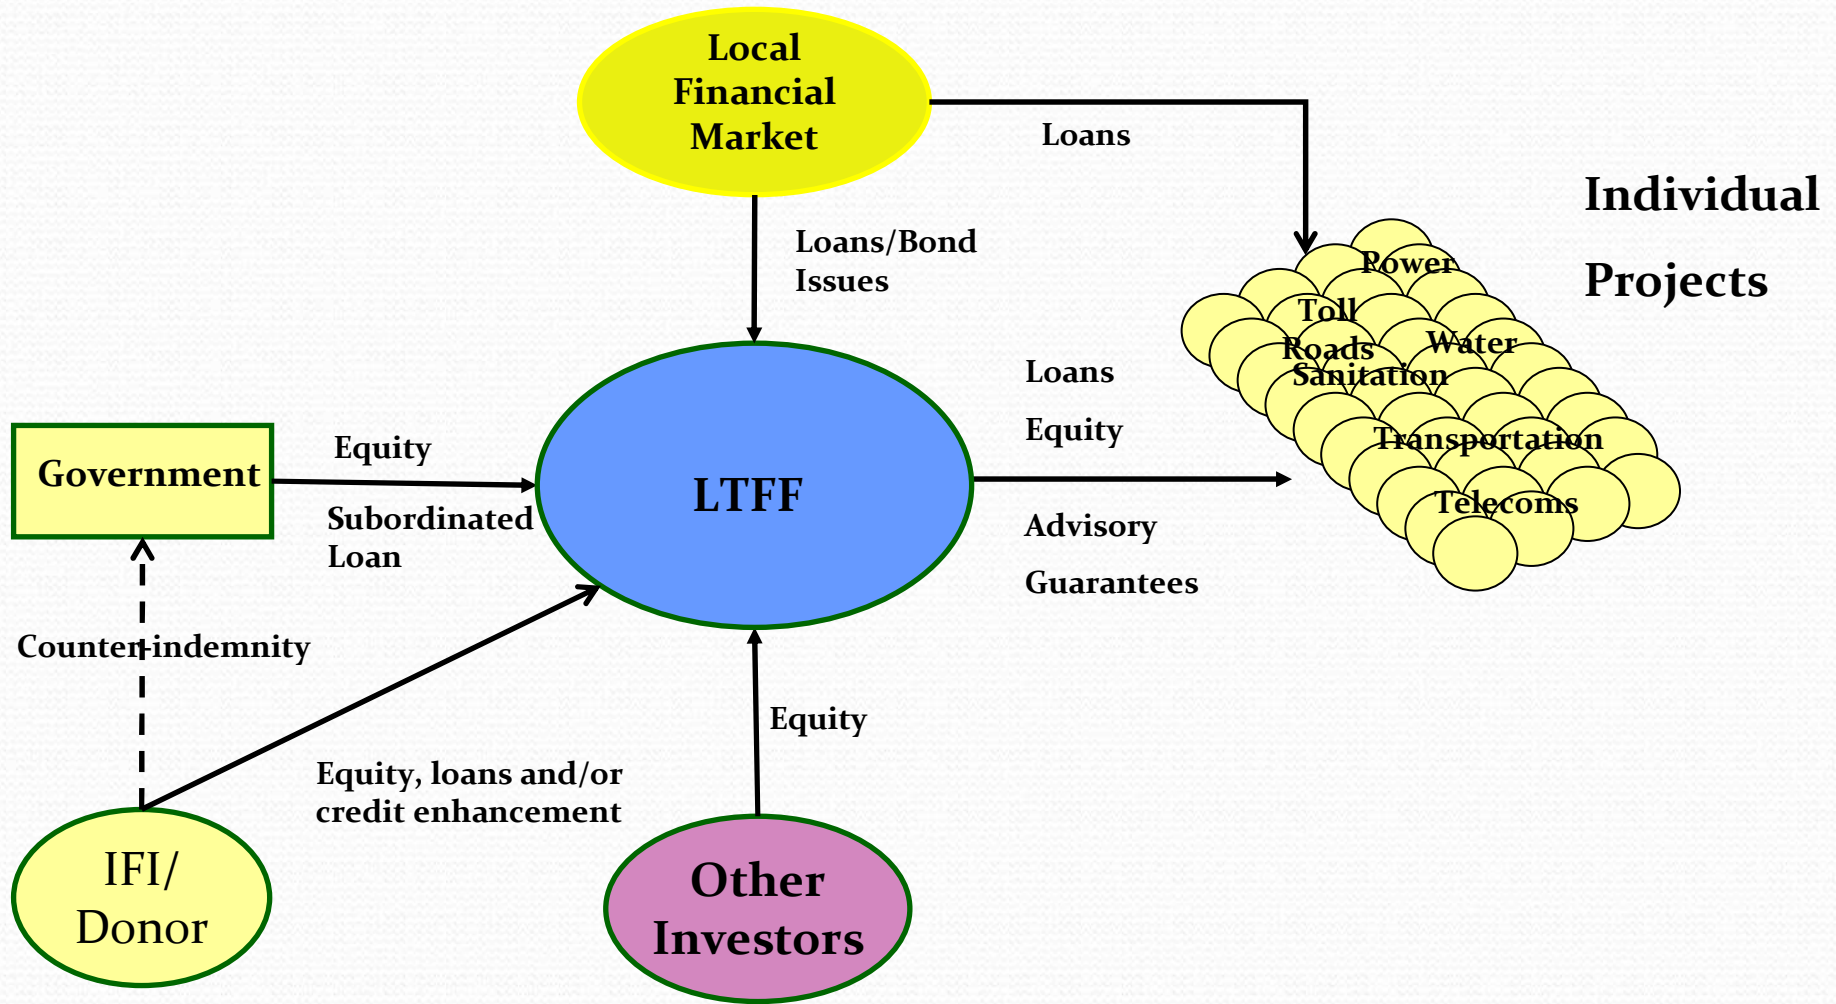 Local
Financial
Market
Loans
Individual
Projects
Loans/Bond
Issues
Power
Toll
Roads
Water
Sanitation
Transportation
Telecoms
Loans
Equity
Advisory
Guarantees
Government
Equity
Subordinated
Loan
LTFF
Counter-indemnity
Equity
Equity, loans and/or
credit enhancement
IFI/
Donor
Other
Investors